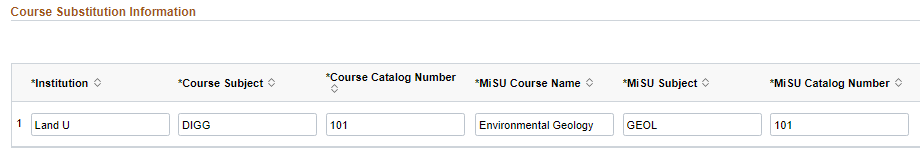 Course Substitution Information
*Institution *Course Subject *Course Catalog Number *MiSU Course Name *MiSU Subject *MiSU Catalog Number
1 Land U DIGG 101 Environmental Geology GEOL 101